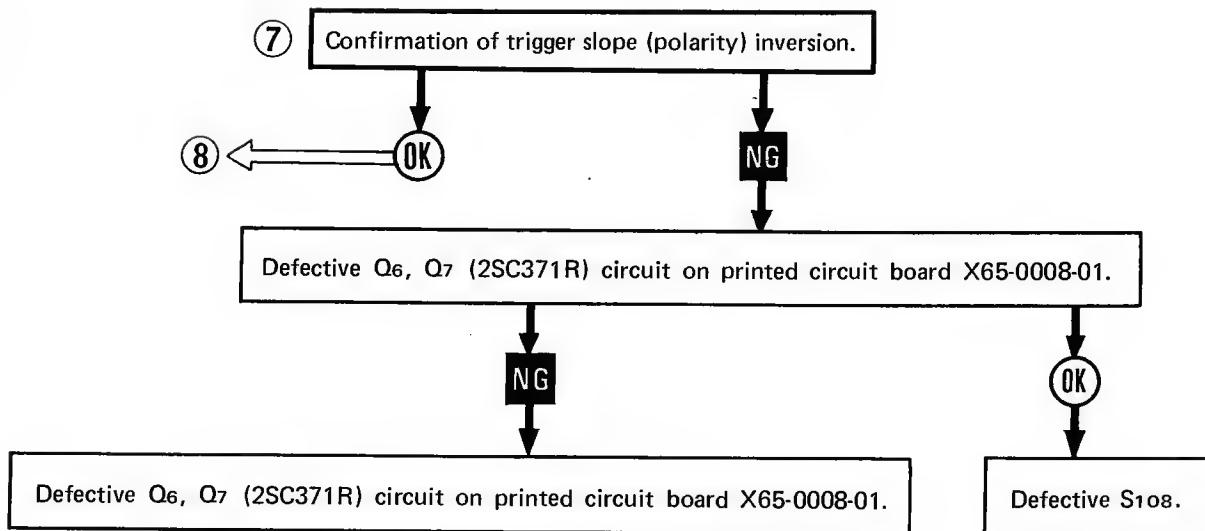 ⑦ Confirmation of trigger slope (polarity) inversion.
⑧ OK NG
Defective Q6, Q7 (2SC371R) circuit on printed circuit board X65-0008-01.
NG OK
Defective Q6, Q7 (2SC371R) circuit on printed circuit board X65-0008-01.
Defective S108.